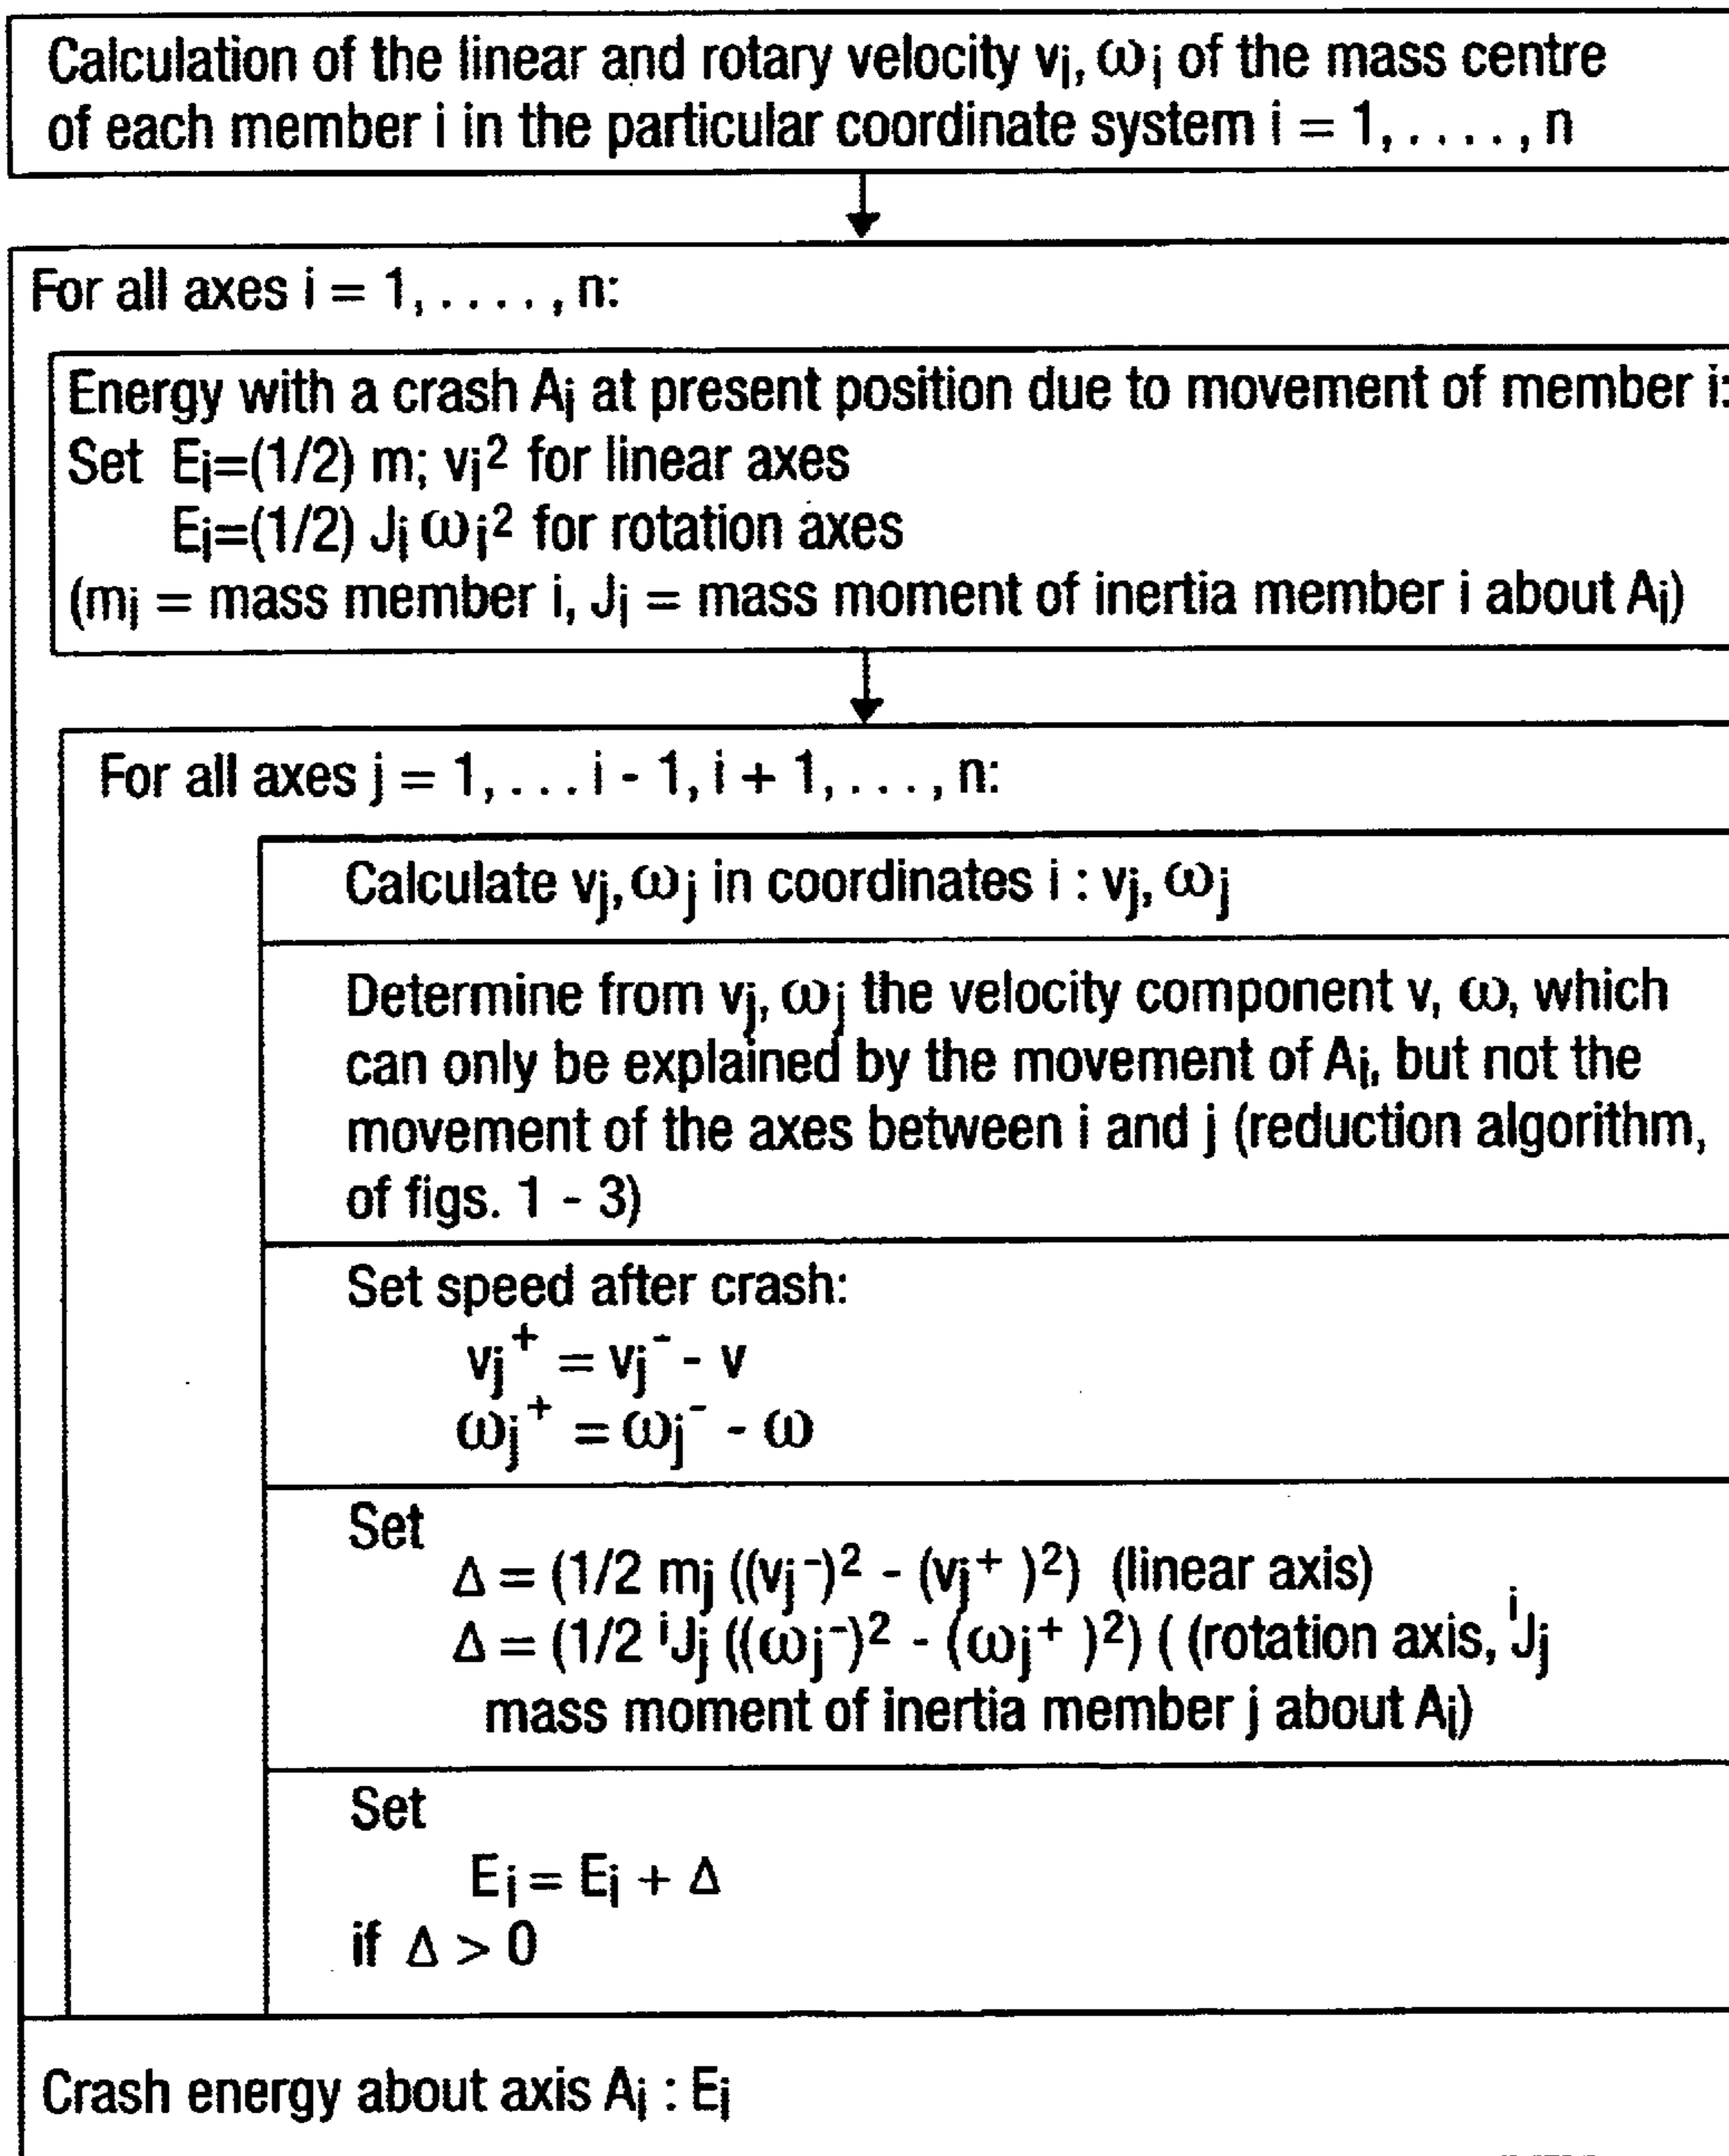 Calculation of the linear and rotary velocity vᵢ, ωᵢ of the mass centre
of each member i in the particular coordinate system i = 1, . . . . , n
For all axes i = 1, . . . . , n:
Energy with a crash Aᵢ at present position due to movement of member i:
Set Eᵢ=(1/2) m; vᵢ² for linear axes
Eᵢ=(1/2) Jᵢ ωᵢ² for rotation axes
(mᵢ = mass member i, Jᵢ = mass moment of inertia member i about Aᵢ)
For all axes j = 1, . . . i - 1, i + 1, . . . , n:
Calculate vⱼ, ωⱼ in coordinates i : vⱼ, ωⱼ
Determine from vⱼ, ωⱼ the velocity component v, ω, which
can only be explained by the movement of Aᵢ, but not the
movement of the axes between i and j (reduction algorithm,
of figs. 1 - 3)
Set speed after crash:
vⱼ⁺ = vⱼ⁻ - v
ωⱼ⁺ = ωⱼ⁻ - ω
Set
Δ = (1/2 mⱼ ((vⱼ⁻)² - (vⱼ⁺ )²) (linear axis)
Δ = (1/2 ⁱJⱼ ((ωⱼ⁻)² - (ωⱼ⁺ )²) ( (rotation axis, ⁱJⱼ
mass moment of inertia member j about Aᵢ)
Set
Eᵢ = Eᵢ + Δ
if Δ > 0
Crash energy about axis Aᵢ : Eᵢ